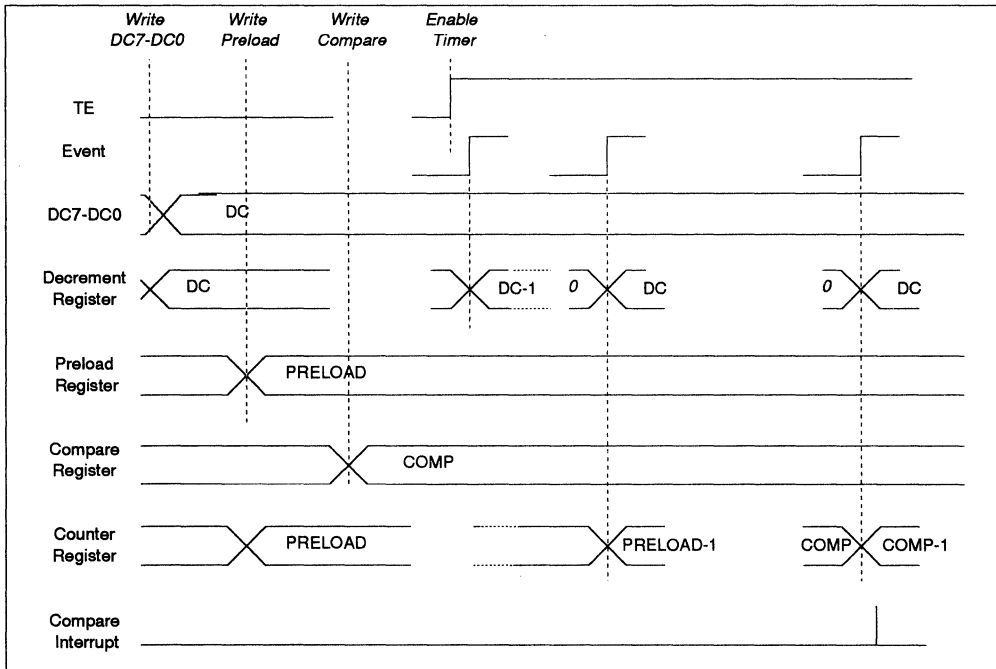 Write DC7-DC0
Write Preload
Write Compare
Enable Timer
TE
Event
DC7-DC0
DC
Decrement Register
DC
DC-1
0
DC
0
DC
Preload Register
PRELOAD
Compare Register
COMP
Counter Register
PRELOAD
PRELOAD-1
COMP
COMP-1
Compare Interrupt